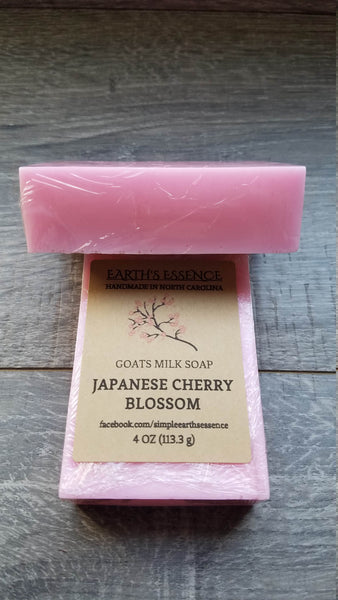 EARTH'S ESSENCE
HANDMADE IN NORTH CAROLINA
GOATS MILK SOAP
JAPANESE CHERRY
BLOSSOM
facebook.com/simpleearthsessence
4 OZ (113.3 g)